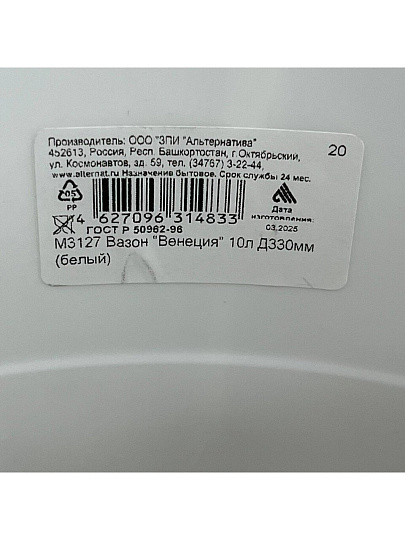 Производитель: ООО "ЗПИ "Альтернатива"
452613, Россия, Респ. Башкортостан, г. Октябрьский,
ул. Космонавтов, зд. 59, тел. (34767) 3-22-44,
www.alternat.ru Назначение бытовое. Срок службы 24 мес.
20
05
PP
4 627096 314833
Дата
изготовления:
03.2025
ГОСТ Р 50962-96
М3127 Вазон "Венеция" 10л Д330мм
(белый)